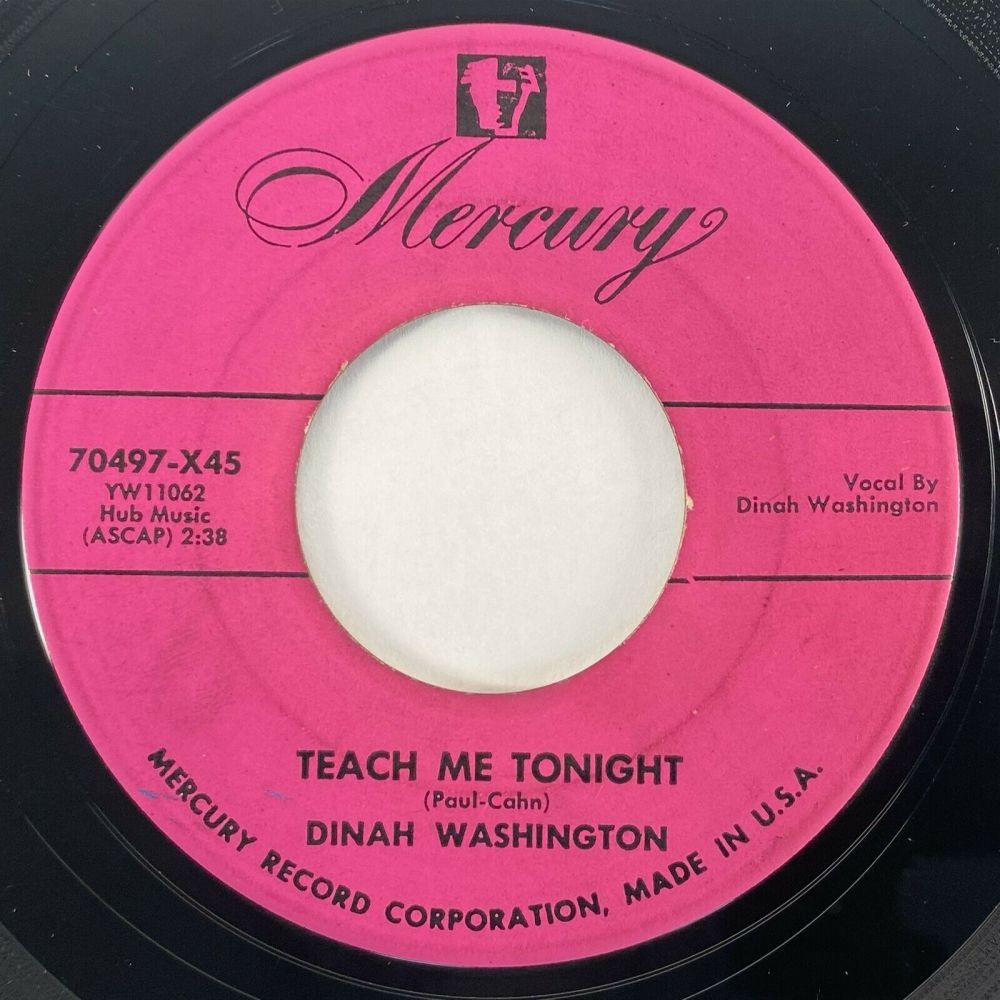 Mercury
70497-X45
YW11062
Hub Music
(ASCAP) 2:38
Vocal By
Dinah Washington
TEACH ME TONIGHT
(Paul-Cahn)
DINAH WASHINGTON
MERCURY RECORD CORPORATION, MADE IN U.S.A.